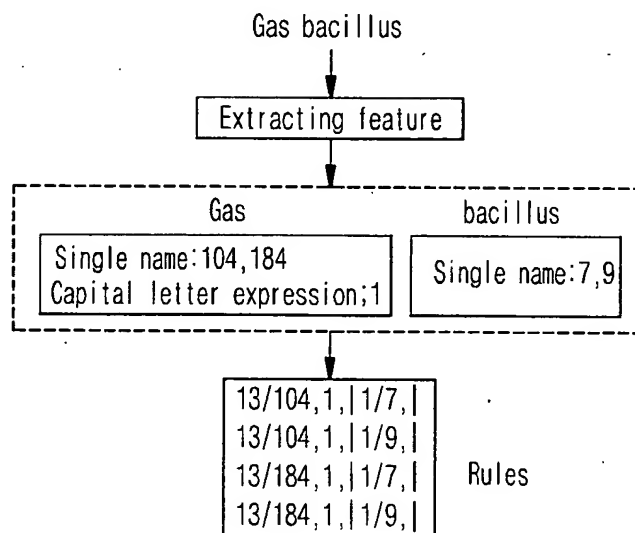 Gas bacillus
Extracting feature
Gas bacillus
Single name:104,184
Capital letter expression;1
Single name:7,9
13/104,1,|1/7,|
13/104,1,|1/9,|
13/184,1,|1/7,|
13/184,1,|1/9,|
Rules